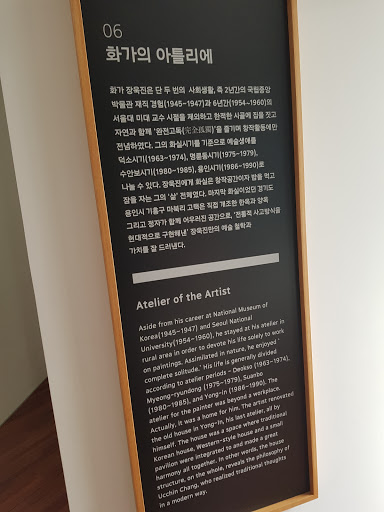 06
화가의 아틀리에
화가 장욱진은 단 두 번의 사회생활, 즉 2년간의 국립중앙
박물관 재직 경험(1945~1947)과 6년간(1954~1960)의
서울대 미대 교수 시절을 제외하고 한적한 시골에 집을 짓고
자연과 함께 '완전고독(完全孤獨)'을 즐기며 창작활동에만
전념하였다. 그의 화실시기를 기준으로 예술생애를
덕소시기(1963~1974), 명륜동시기(1975~1979),
수안보시기(1980~1985), 용인시기(1986~1990)로
나눌 수 있다. 장욱진에게 화실은 창작공간이자 밥을 먹고
잠을 자는 그의 '삶' 전체였다. 마지막 화실이었던 경기도
용인시 기흥구 마북리 고택은 직접 개조한 한옥과 양옥
그리고 정자가 함께 어우러진 공간으로, '전통적 사고방식을
현대적으로 구현해낸' 장욱진만의 예술 철학과
가치를 잘 드러낸다.
Atelier of the Artist
Aside from his career at National Museum of
Korea(1945-1947) and Seoul National
University(1954-1960), he stayed at his atelier in
rural area in order to devote his life solely to work
on paintings. Assimilated in nature, he enjoyed '
complete solitude.' His life is generally divided
according to atelier periods - Deokso (1963-1974),
Myeong-ryundong (1975-1979), Suanbo
(1980-1985), and Yong-in (1986-1990). The
atelier for the painter was beyond a workplace.
Actually, it was a home for him. The artist renovated
the old house in Yong-in, his last atelier, all by
himself. The house was a space where traditional
Korean house, Western-style house and a small
pavilion were integrated to and made a great
harmony all together. In other words, the house
structure, on the whole, reveals the philosophy of
Ucchin Chang, who realized traditional thoughts
in a modern way.